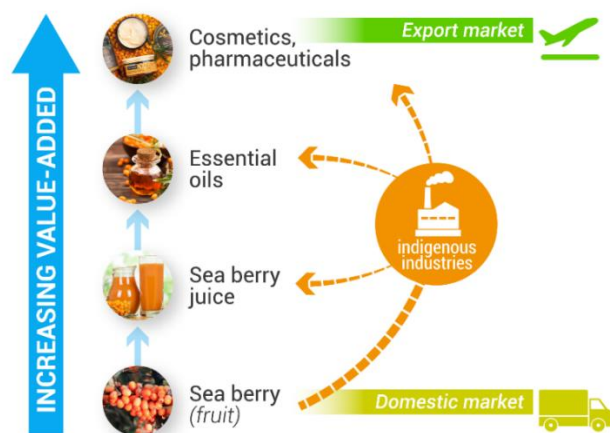 INCREASING VALUE-ADDED
Cosmetics,
pharmaceuticals
Export market
Essential
oils
indigenous
industries
Sea berry
juice
Sea berry
(fruit)
Domestic market